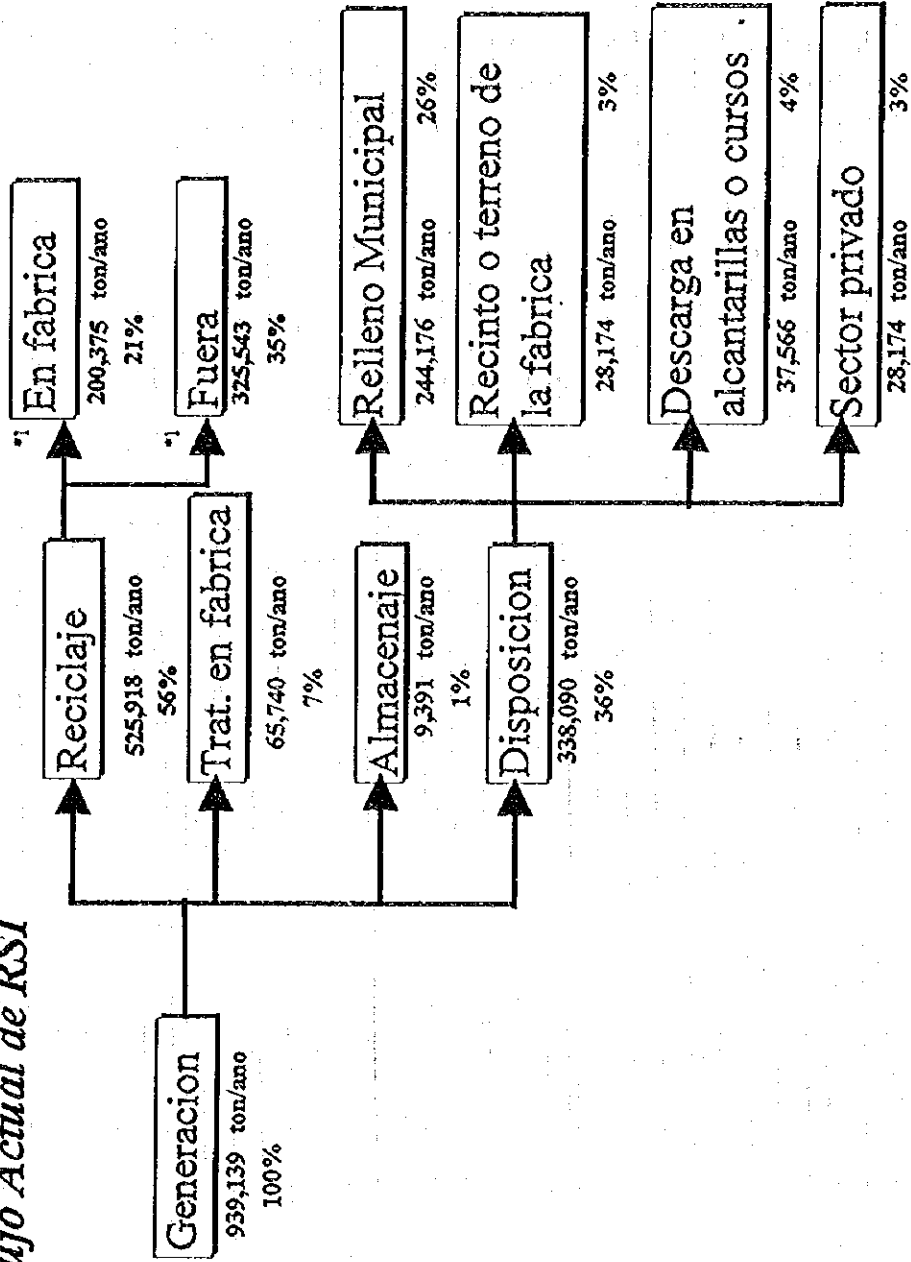 Actual de RSI
Generacion
939,139 ton/ano
100%
Reciclaje
525,918 ton/ano
56%
Trat. en fabrica
65,740 ton/ano
7%
Almacenaje
9,391 ton/ano
1%
Disposicion
338,090 ton/ano
36%
*1
En fabrica
200,375 ton/ano
21%
*1
Fuera
325,543 ton/ano
35%
Relleno Municipal
244,176 ton/ano 26%
Recinto o terreno de
la fabrica
28,174 ton/ano 3%
Descarga en
alcantarillas o cursos
37,566 ton/ano 4%
Sector privado
28,174 ton/ano 3%